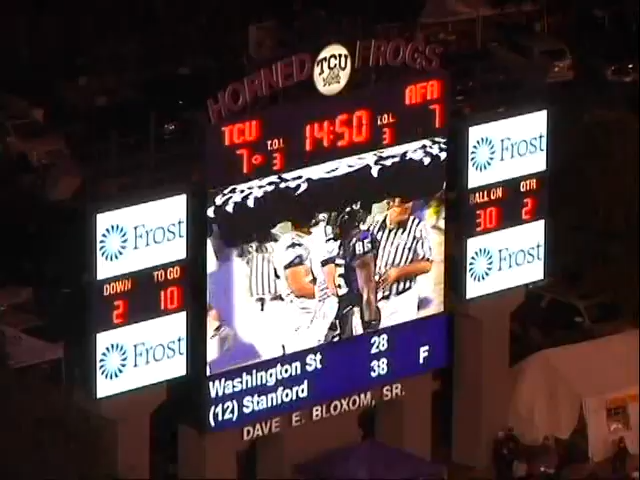 HORNED TCU FROGS
TCU 14:50 AFA
7 T.O.L 3 T.O.L 3 7
Frost
Frost
BALL ON QTR
30 2
DOWN TO GO
2 10
Frost
Frost
85
Washington St 28
(12) Stanford 38 F
DAVE E. BLOXOM, SR.